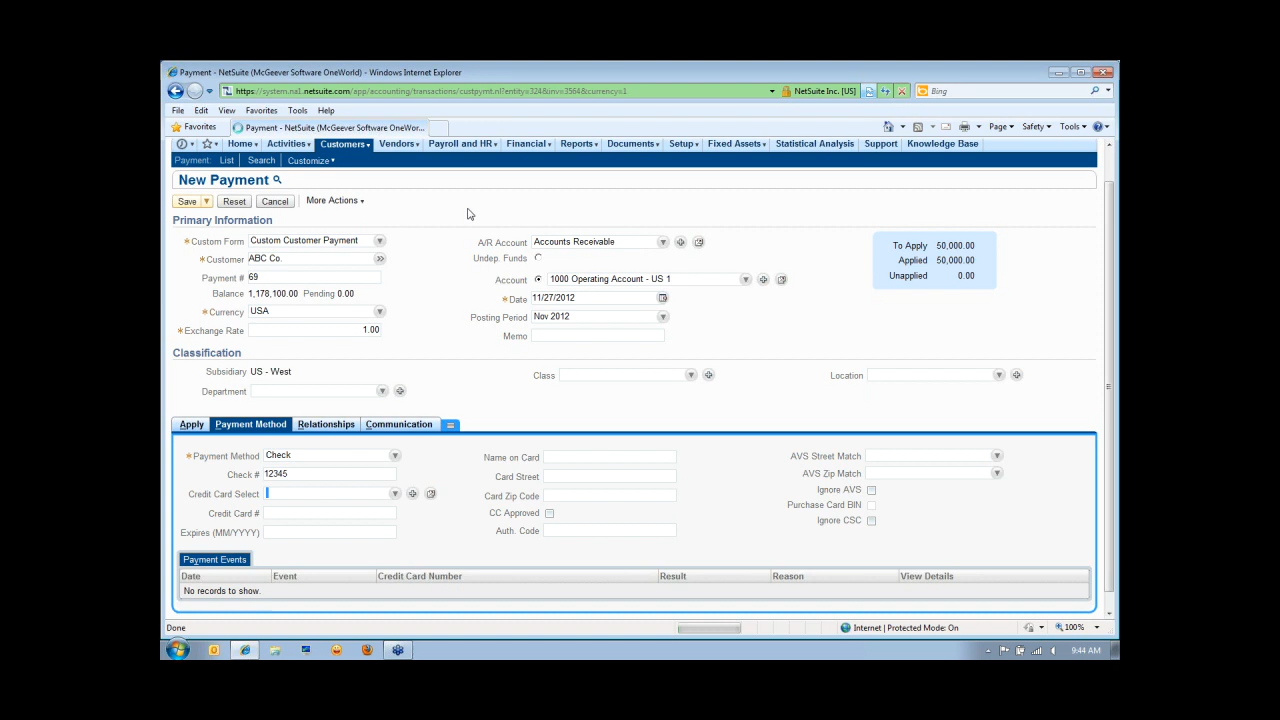 Payment - NetSuite (McGeever Software OneWorld) - Windows Internet Explorer
https://system.na1.netsuite.com/app/accounting/transactions/custpymt.nl?entity=324&inv=3564&currency=1 NetSuite Inc. [US] Bing
File Edit View Favorites Tools Help
Favorites Payment - NetSuite (McGeever Software OneWor... Page Safety Tools
Home Activities Customers Vendors Payroll and HR Financial Reports Documents Setup Fixed Assets Statistical Analysis Support Knowledge Base
Payment: List Search Customize
New Payment
Save Reset Cancel More Actions
Primary Information
*Custom Form Custom Customer Payment A/R Account Accounts Receivable To Apply 50,000.00
*Customer ABC Co. Undep. Funds Applied 50,000.00
Payment # 69 Account 1000 Operating Account - US 1 Unapplied 0.00
Balance 1,178,100.00 Pending 0.00 *Date 11/27/2012
*Currency USA Posting Period Nov 2012
*Exchange Rate 1.00 Memo
Classification
Subsidiary US - West Class Location
Department
Apply Payment Method Relationships Communication
*Payment Method Check Name on Card AVS Street Match
Check # 12345 Card Street AVS Zip Match
Credit Card Select Card Zip Code Ignore AVS
Credit Card # CC Approved Purchase Card BIN
Expires (MM/YYYY) Auth. Code Ignore CSC
Payment Events
Date Event Credit Card Number Result Reason View Details
No records to show.
Done Internet | Protected Mode: On 100%
9:44 AM